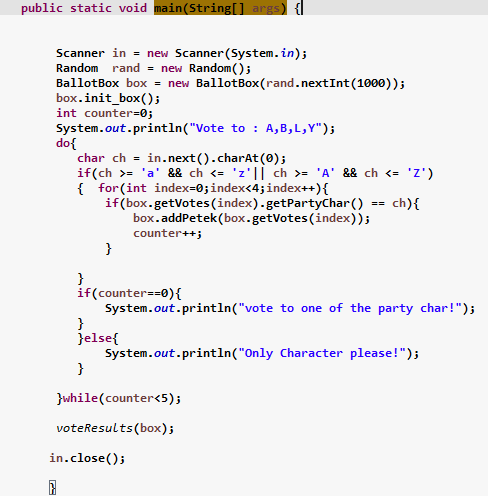 public static void main(String[] args) {
Scanner in = new Scanner(System.in);
Random rand = new Random();
BallotBox box = new BallotBox(rand.nextInt(1000));
box.init_box();
int counter=0;
System.out.println("Vote to : A,B,L,Y");
do{
char ch = in.next().charAt(0);
if(ch >= 'a' && ch <= 'z'|| ch >= 'A' && ch <= 'Z')
{ for(int index=0;index<4;index++){
if(box.getVotes(index).getPartyChar() == ch){
box.addPetek(box.getVotes(index));
counter++;
}
}
if(counter==0){
System.out.println("vote to one of the party char!");
}
}else{
System.out.println("Only Character please!");
}
}while(counter<5);
voteResults(box);
in.close();
}